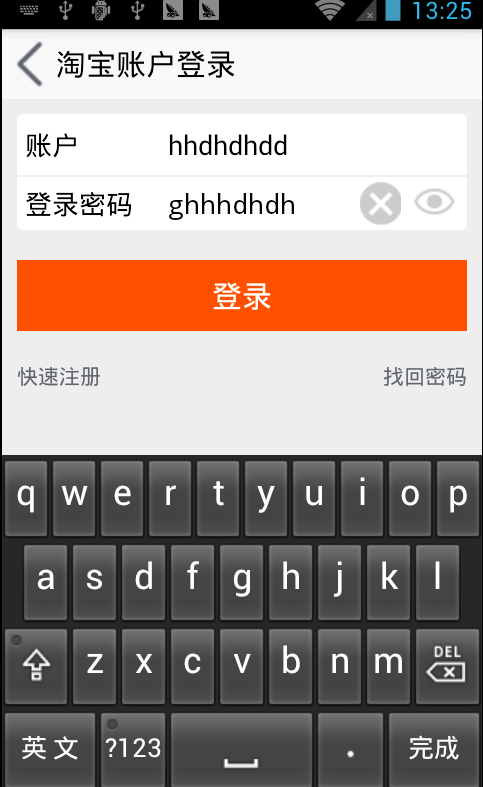 13:25
淘宝账户登录
账户 hhdhdhdd
登录密码 ghhhdhdh
登录
快速注册 找回密码
q w e r t y u i o p
a s d f g h j k l
z x c v b n m DEL
英文 ?123 . 完成